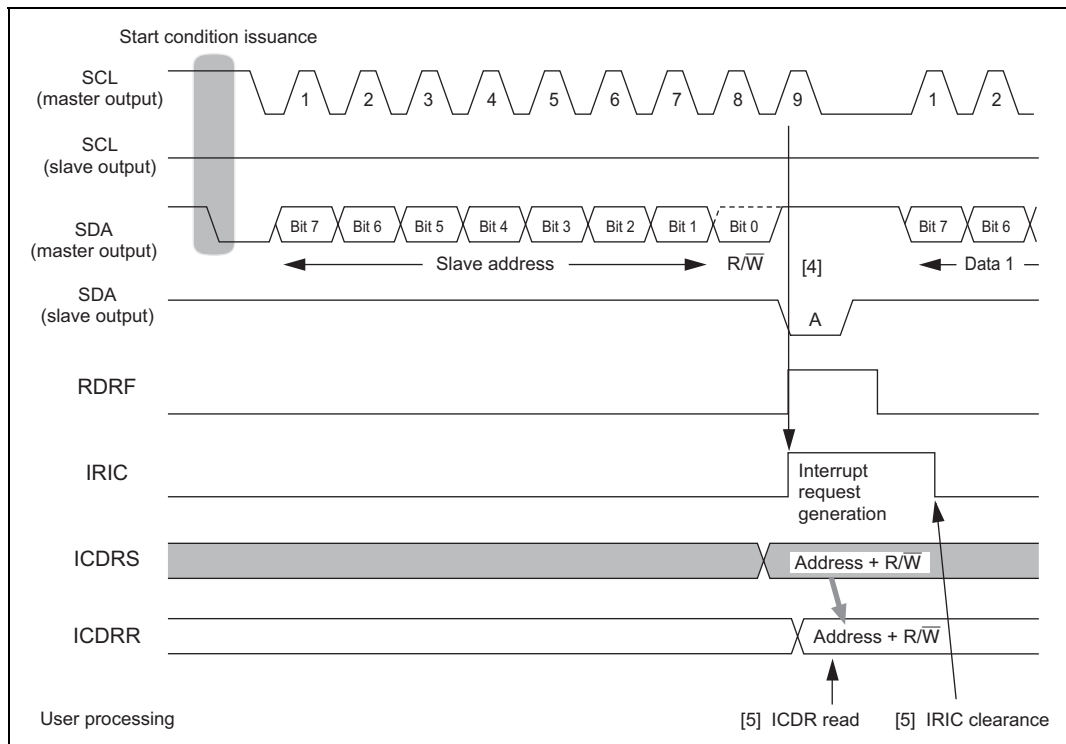 Start condition issuance
SCL
(master output)
1 2 3 4 5 6 7 8 9 1 2
SCL
(slave output)
SDA
(master output)
Bit 7 Bit 6 Bit 5 Bit 4 Bit 3 Bit 2 Bit 1 Bit 0 Bit 7 Bit 6
Slave address R/W̅ [4] Data 1
SDA
(slave output)
A
RDRF
IRIC
Interrupt
request
generation
ICDRS
Address + R/W̅
ICDRR
Address + R/W̅
User processing
[5] ICDR read
[5] IRIC clearance